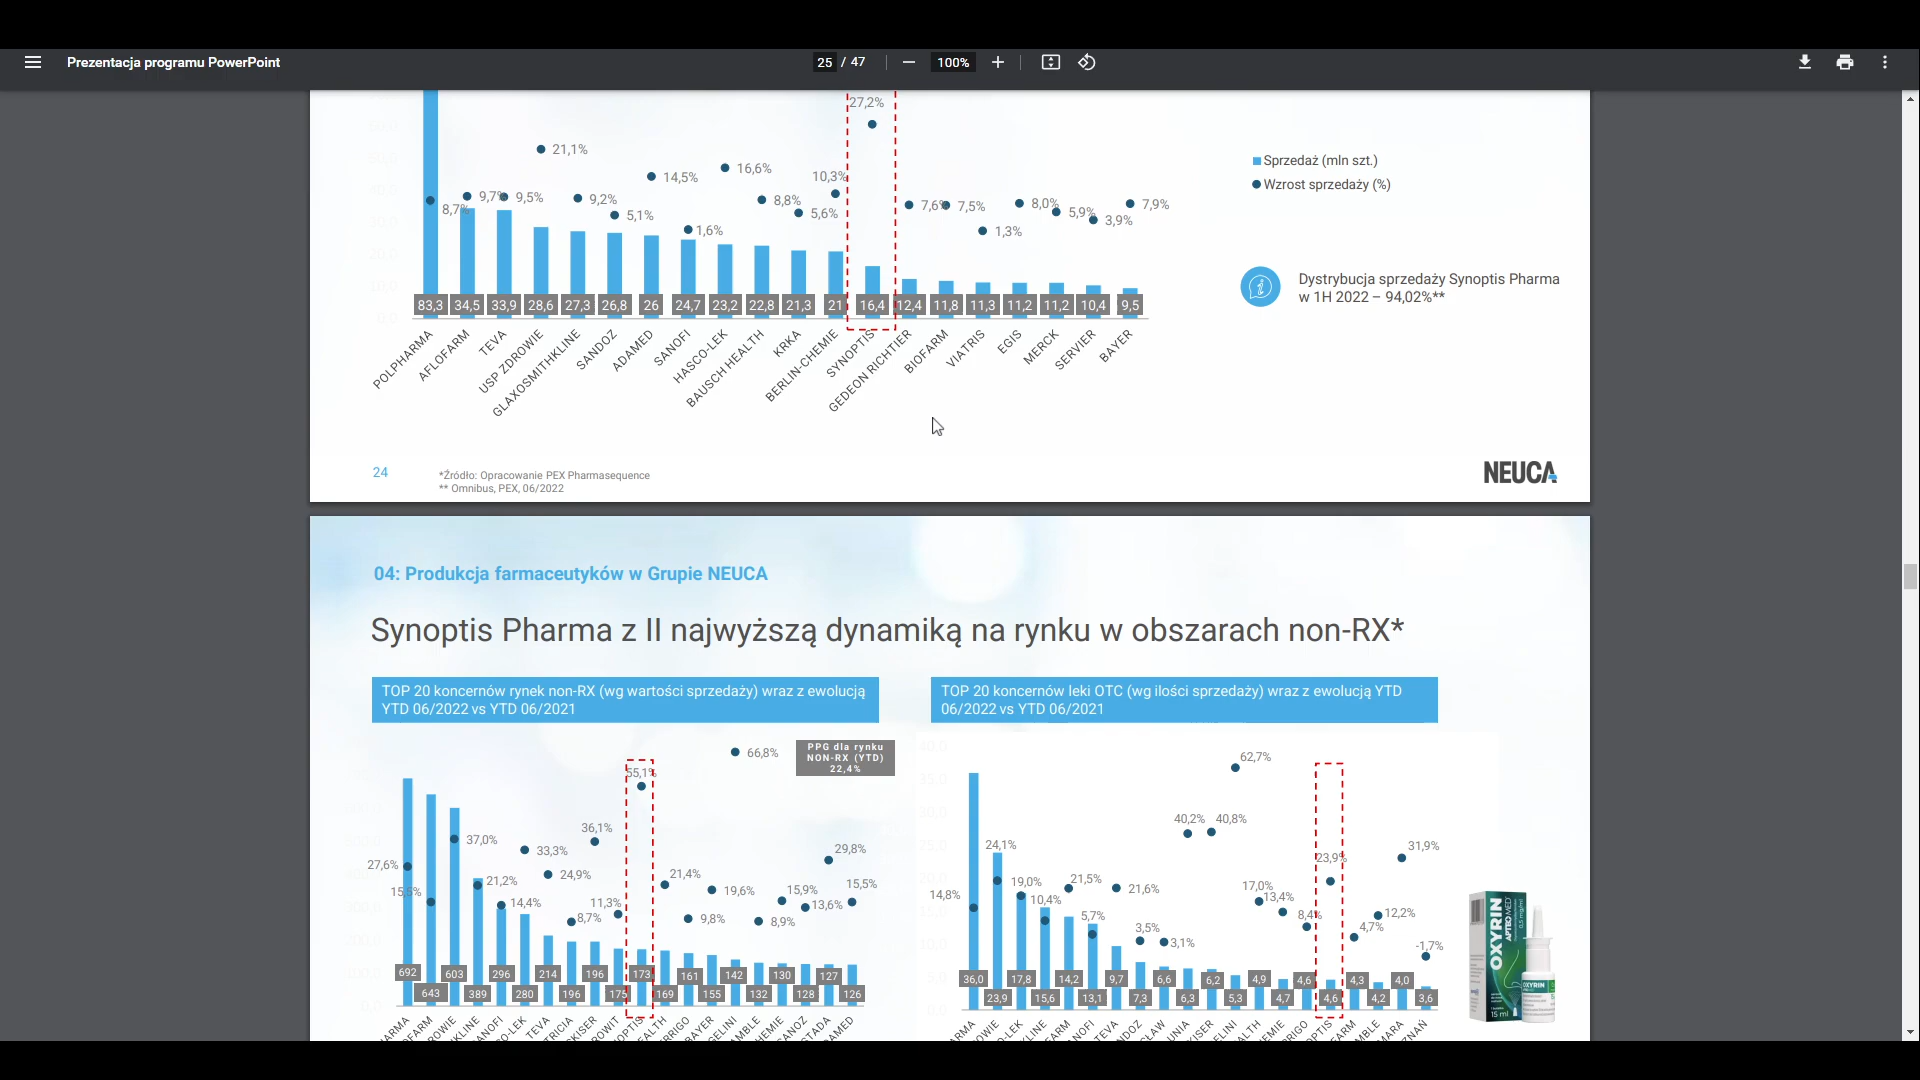 Prezentacja programu PowerPoint
25 / 47
100%
27,2%
21,1%
14,5%
16,6%
10,3%
8,7%
9,7%
9,5%
9,2%
5,1%
1,6%
8,8%
5,6%
7,6%
7,5%
1,3%
8,0%
5,9%
3,9%
7,9%
83,3 34,5 33,9 28,6 27,3 26,8 26 24,7 23,2 22,8 21,3 21 16,4 12,4 11,8 11,3 11,2 11,2 10,4 9,5
POLPHARMA
AFLOFARM
TEVA
USP ZDROWIE
GLAXOSMITHKLINE
SANDOZ
ADAMED
SANOFI
HASCO-LEK
BAUSCH HEALTH
KRKA
BERLIN-CHEMIE
SYNOPTIS
GEDEON RICHTIER
BIOFARM
VIATRIS
EGIS
MERCK
SERVIER
BAYER
Sprzedaż (mln szt.)
Wzrost sprzedaży (%)
Dystrybucja sprzedaży Synoptis Pharma
w 1H 2022 – 94,02%**
24
*Źródło: Opracowanie PEX Pharmasequence
** Omnibus, PEX, 06/2022
NEUCA
04: Produkcja farmaceutyków w Grupie NEUCA
Synoptis Pharma z II najwyższą dynamiką na rynku w obszarach non-RX*
TOP 20 koncernów rynek non-RX (wg wartości sprzedaży) wraz z ewolucją
YTD 06/2022 vs YTD 06/2021
PPG dla rynku
NON-RX (YTD)
22,4%
27,6%
15,5%
37,0%
21,2%
14,4%
33,3%
24,9%
8,7%
36,1%
11,3%
55,1%
21,4%
9,8%
19,6%
66,8%
8,9%
15,9%
13,6%
29,8%
15,5%
692 643 603 389 296 280 214 196 196 175 173 169 161 155 142 132 130 128 127 126
TOP 20 koncernów leki OTC (wg ilości sprzedaży) wraz z ewolucją YTD
06/2022 vs YTD 06/2021
14,8%
24,1%
19,0%
10,4%
21,5%
5,7%
21,6%
3,5%
3,1%
40,2%
40,8%
62,7%
17,0%
13,4%
8,4%
23,9%
4,7%
12,2%
31,9%
-1,7%
36,0 23,9 17,8 15,6 14,2 13,1 9,7 7,3 6,6 6,3 6,2 5,3 4,9 4,7 4,6 4,6 4,3 4,2 4,0 3,6
OXYRIN
APTEO MED
0,5 mg/ml
15 ml
OXYRIN